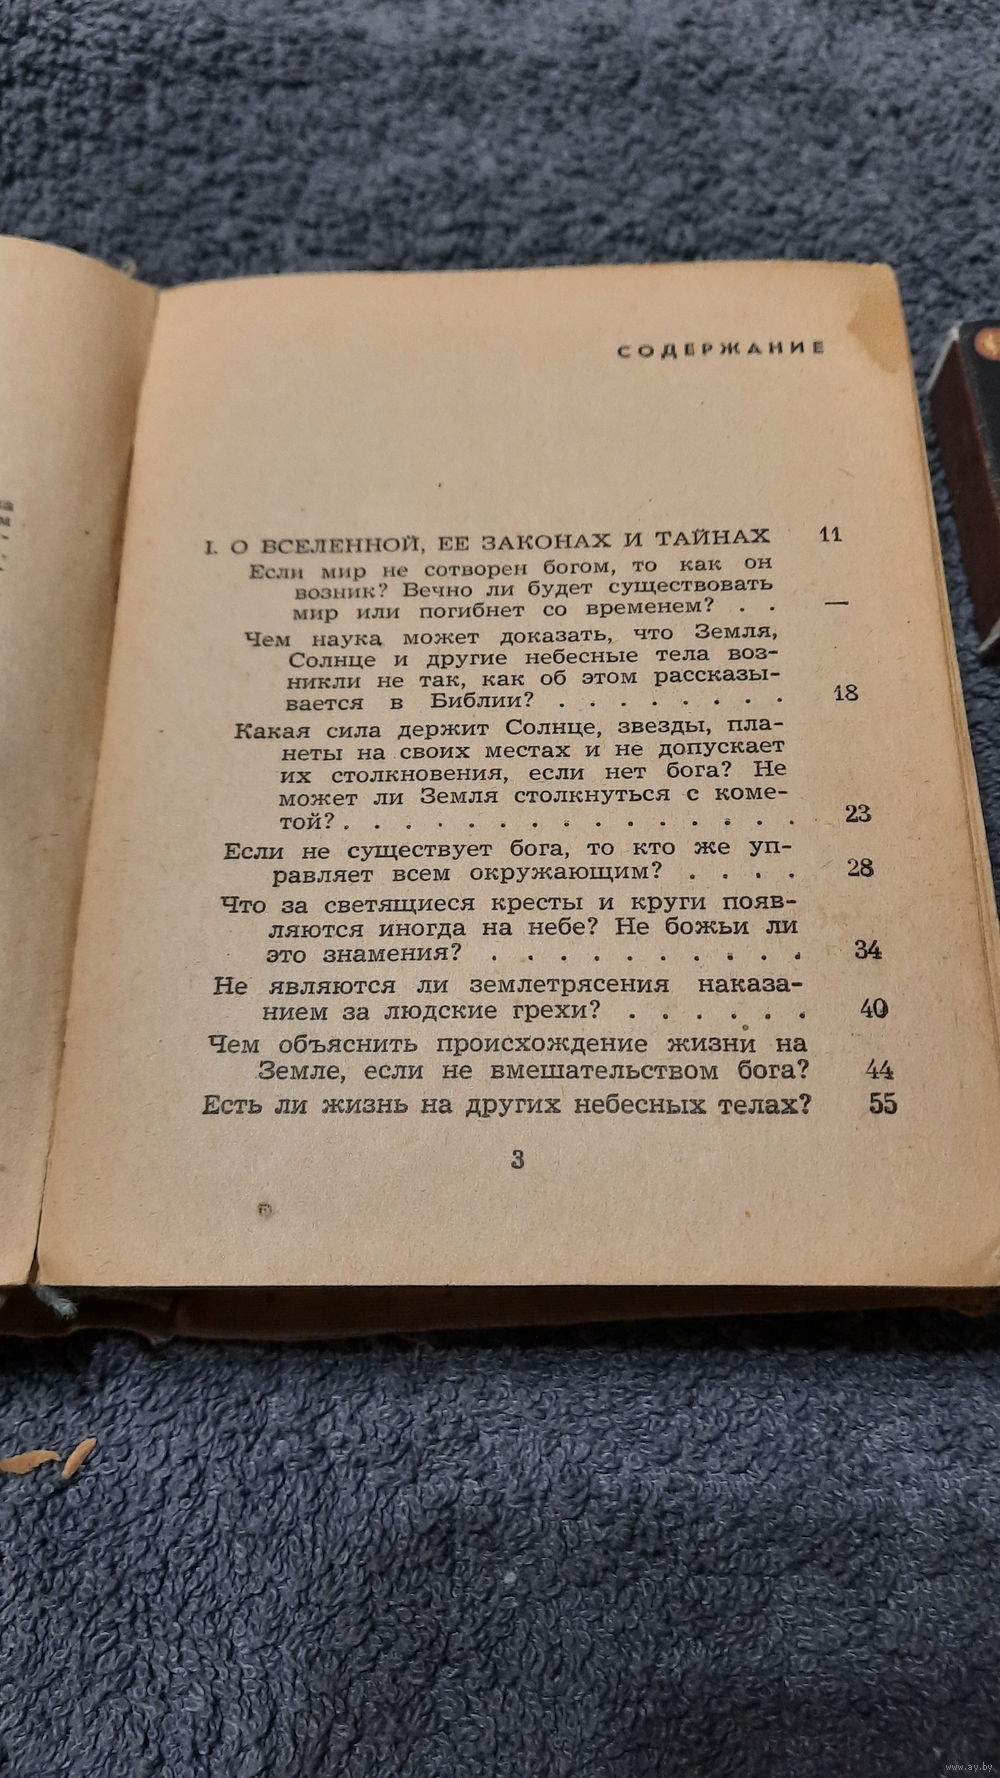 СОДЕРЖАНИЕ
I. О ВСЕЛЕННОЙ, ЕЕ ЗАКОНАХ И ТАЙНАХ 11
Если мир не сотворен богом, то как он
возник? Вечно ли будет существовать
мир или погибнет со временем? . . —
Чем наука может доказать, что Земля,
Солнце и другие небесные тела воз-
никли не так, как об этом рассказы-
вается в Библии? . . . . . . . . 18
Какая сила держит Солнце, звезды, пла-
неты на своих местах и не допускает
их столкновения, если нет бога? Не
может ли Земля столкнуться с коме-
той? . . . . . . . . . . . . . . . 23
Если не существует бога, то кто же уп-
равляет всем окружающим? . . . . 28
Что за светящиеся кресты и круги появ-
ляются иногда на небе? Не божьи ли
это знамения? . . . . . . . . . . 34
Не являются ли землетрясения наказа-
нием за людские грехи? . . . . . . 40
Чем объяснить происхождение жизни на
Земле, если не вмешательством бога? 44
Есть ли жизнь на других небесных телах? 55
3
www.ay.by